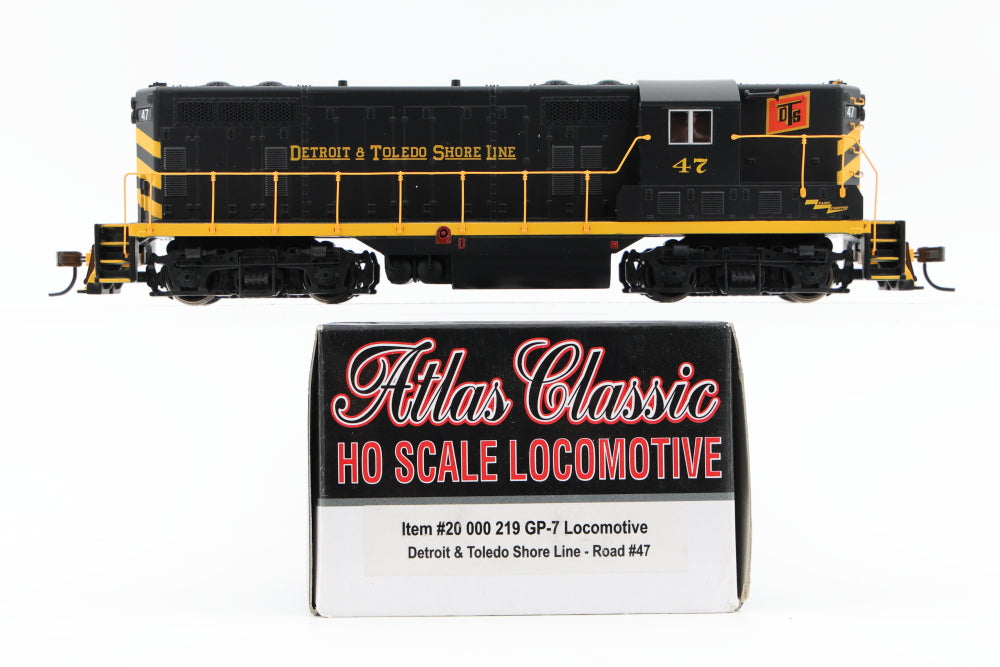 47
DTS
47
DETROIT & TOLEDO SHORE LINE
47
Atlas Classic
HO SCALE LOCOMOTIVE
Item #20 000 219 GP-7 Locomotive
Detroit & Toledo Shore Line - Road #47